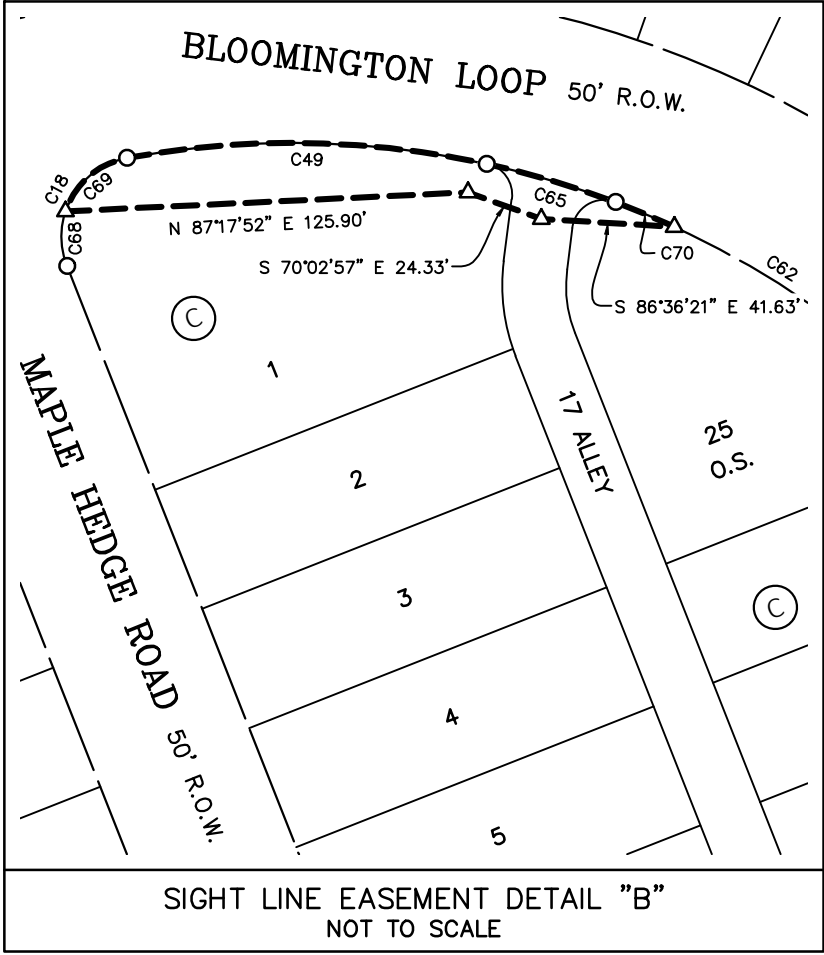 BLOOMINGTON LOOP 50' R.O.W.
C49
C18
C69
C65
N 87°17'52" E 125.90'
C68
S 70°02'57" E 24.33'
C70
C62
S 86°36'21" E 41.63'
C
1
MAPLE HEDGE ROAD 50' R.O.W.
17 ALLEY
25
O.S.
2
3
C
4
5
SIGHT LINE EASEMENT DETAIL "B"
NOT TO SCALE